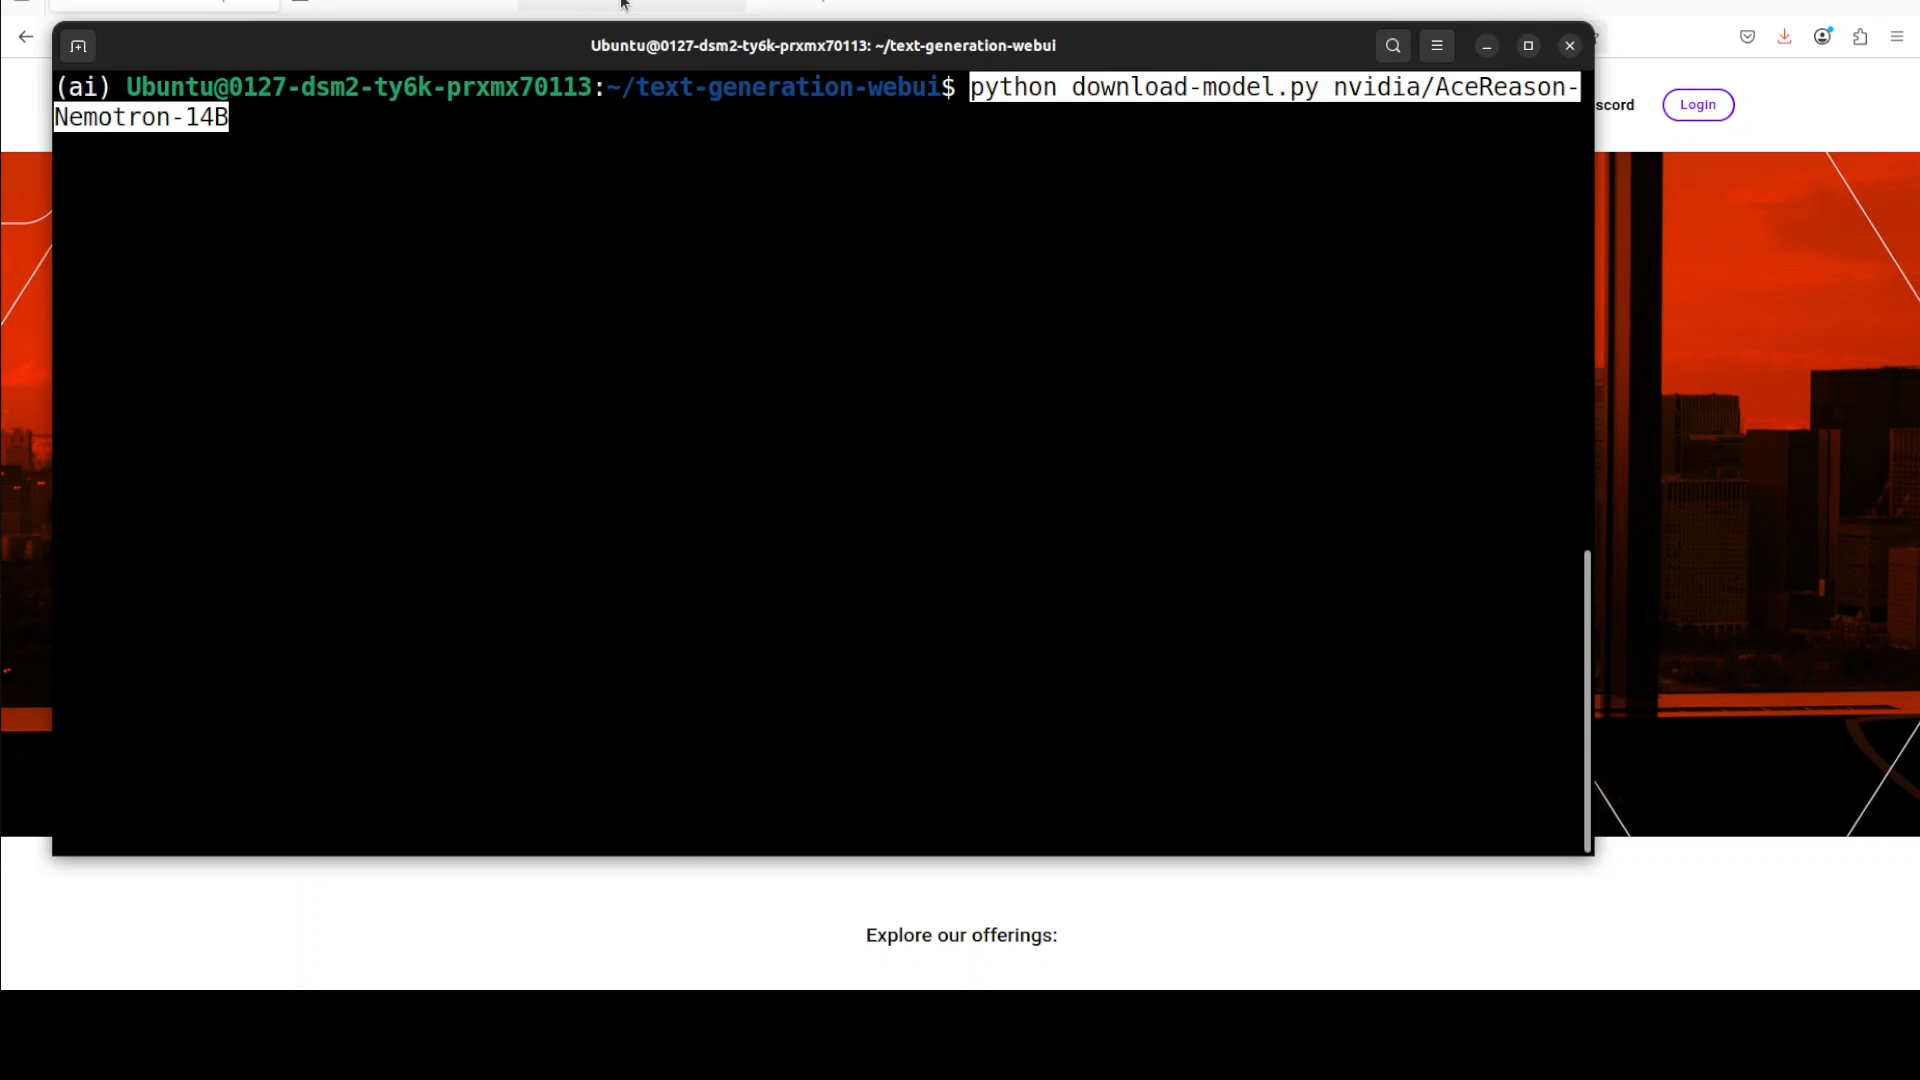 Ubuntu@0127-dsm2-ty6k-prxmx70113: ~/text-generation-webui
(ai) Ubuntu@0127-dsm2-ty6k-prxmx70113:~/text-generation-webui$ python download-model.py nvidia/AceReason-
Nemotron-14B
scord
Login
Explore our offerings: